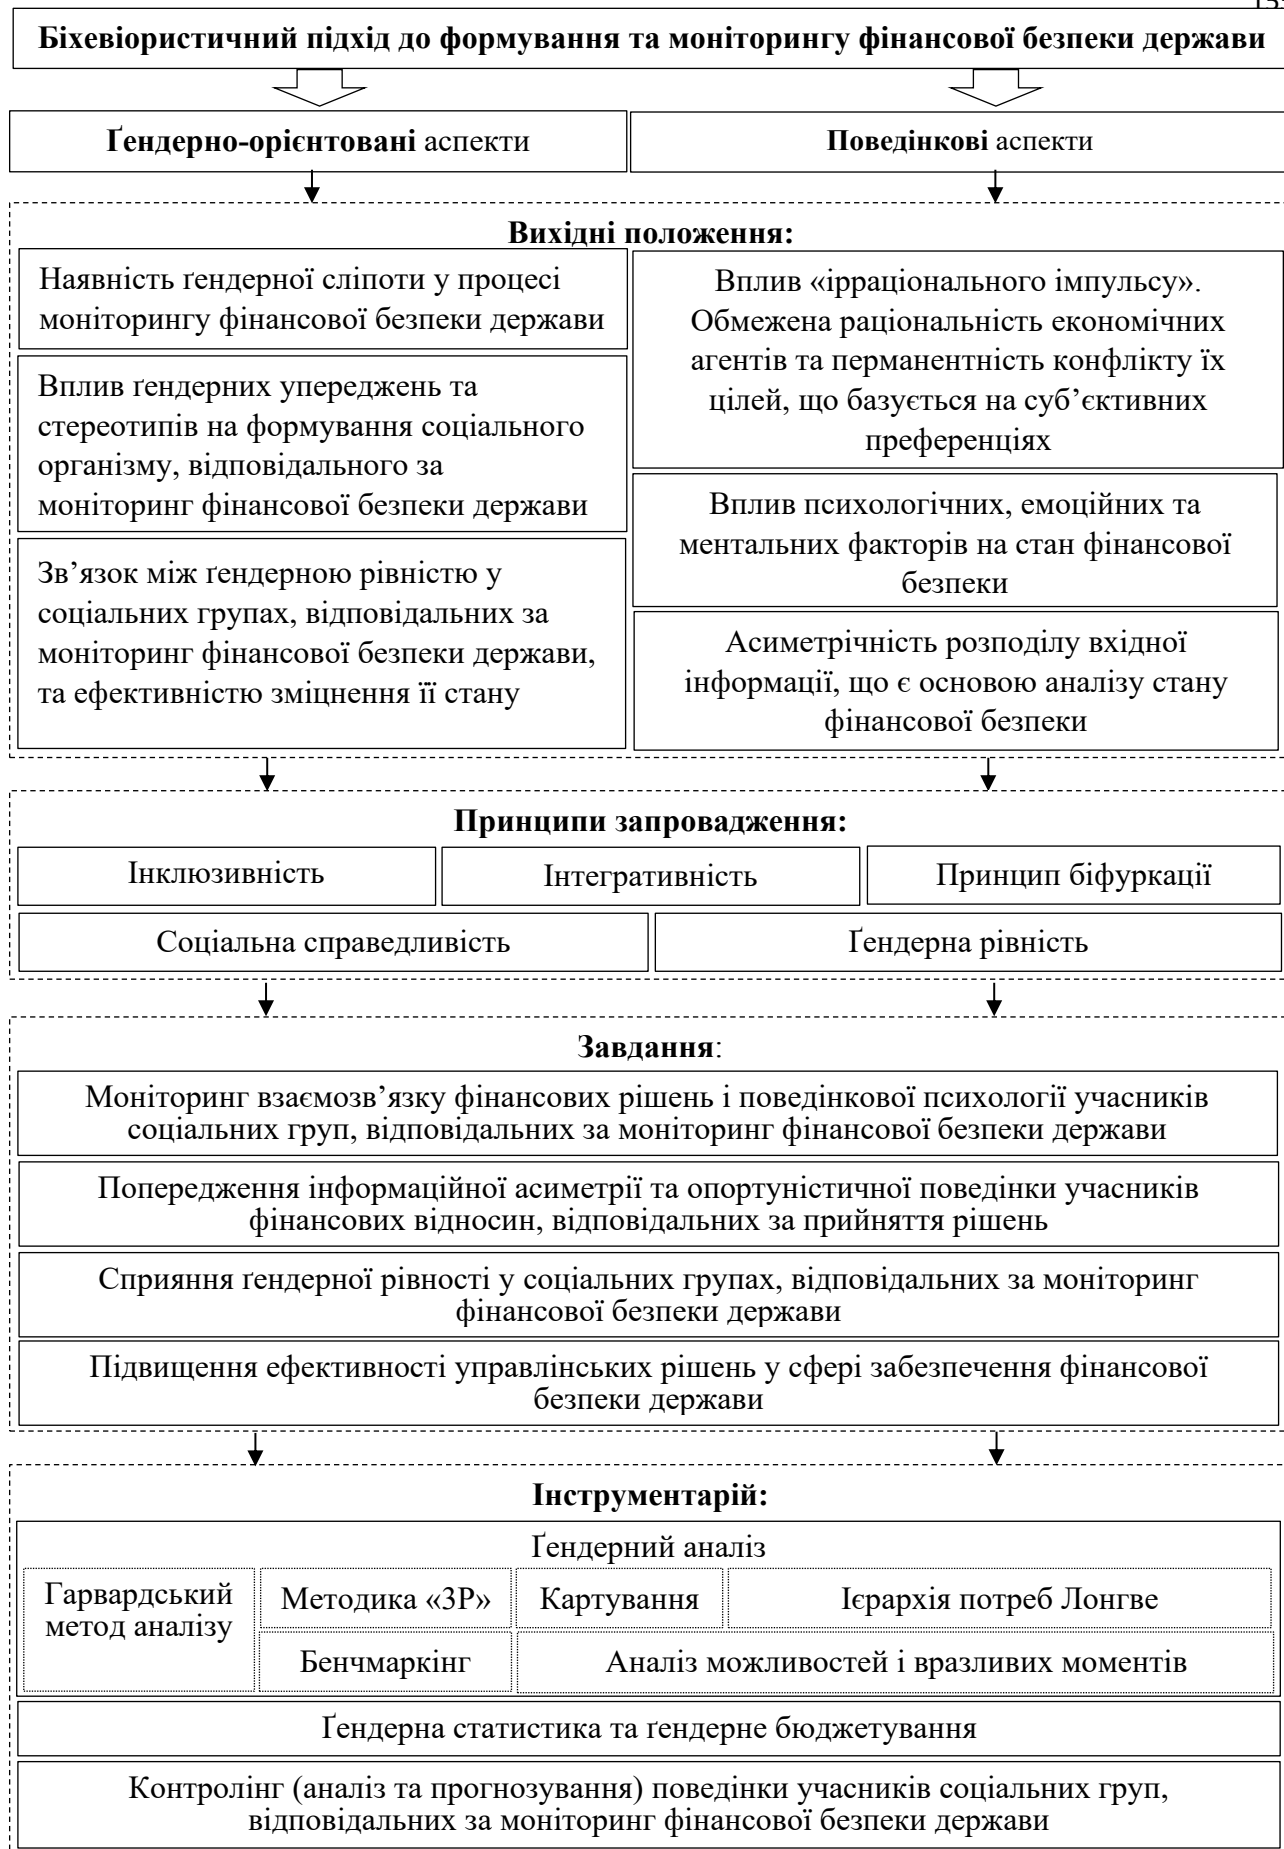 Біхевіористичний підхід до формування та моніторингу фінансової безпеки держави
Ґендерно-орієнтовані аспекти
Поведінкові аспекти
Вихідні положення:
Наявність ґендерної сліпоти у процесі
моніторингу фінансової безпеки держави
Вплив ґендерних упереджень та
стереотипів на формування соціального
організму, відповідального за
моніторинг фінансової безпеки держави
Зв’язок між ґендерною рівністю у
соціальних групах, відповідальних за
моніторинг фінансової безпеки держави,
та ефективністю зміцнення її стану
Вплив «ірраціонального імпульсу».
Обмежена раціональність економічних
агентів та перманентність конфлікту їх
цілей, що базується на суб’єктивних
преференціях
Вплив психологічних, емоційних та
ментальних факторів на стан фінансової
безпеки
Асиметрічність розподілу вхідної
інформації, що є основою аналізу стану
фінансової безпеки
Принципи запровадження:
Інклюзивність
Інтегративність
Принцип біфуркації
Соціальна справедливість
Ґендерна рівність
Завдання:
Моніторинг взаємозв’язку фінансових рішень і поведінкової психології учасників
соціальних груп, відповідальних за моніторинг фінансової безпеки держави
Попередження інформаційної асиметрії та опортуністичної поведінки учасників
фінансових відносин, відповідальних за прийняття рішень
Сприяння ґендерної рівності у соціальних групах, відповідальних за моніторинг
фінансової безпеки держави
Підвищення ефективності управлінських рішень у сфері забезпечення фінансової
безпеки держави
Інструментарій:
Ґендерний аналіз
Гарвардський
метод аналізу
Методика «3Р»
Картування
Ієрархія потреб Лонгве
Бенчмаркінг
Аналіз можливостей і вразливих моментів
Ґендерна статистика та ґендерне бюджетування
Контролінг (аналіз та прогнозування) поведінки учасників соціальних груп,
відповідальних за моніторинг фінансової безпеки держави